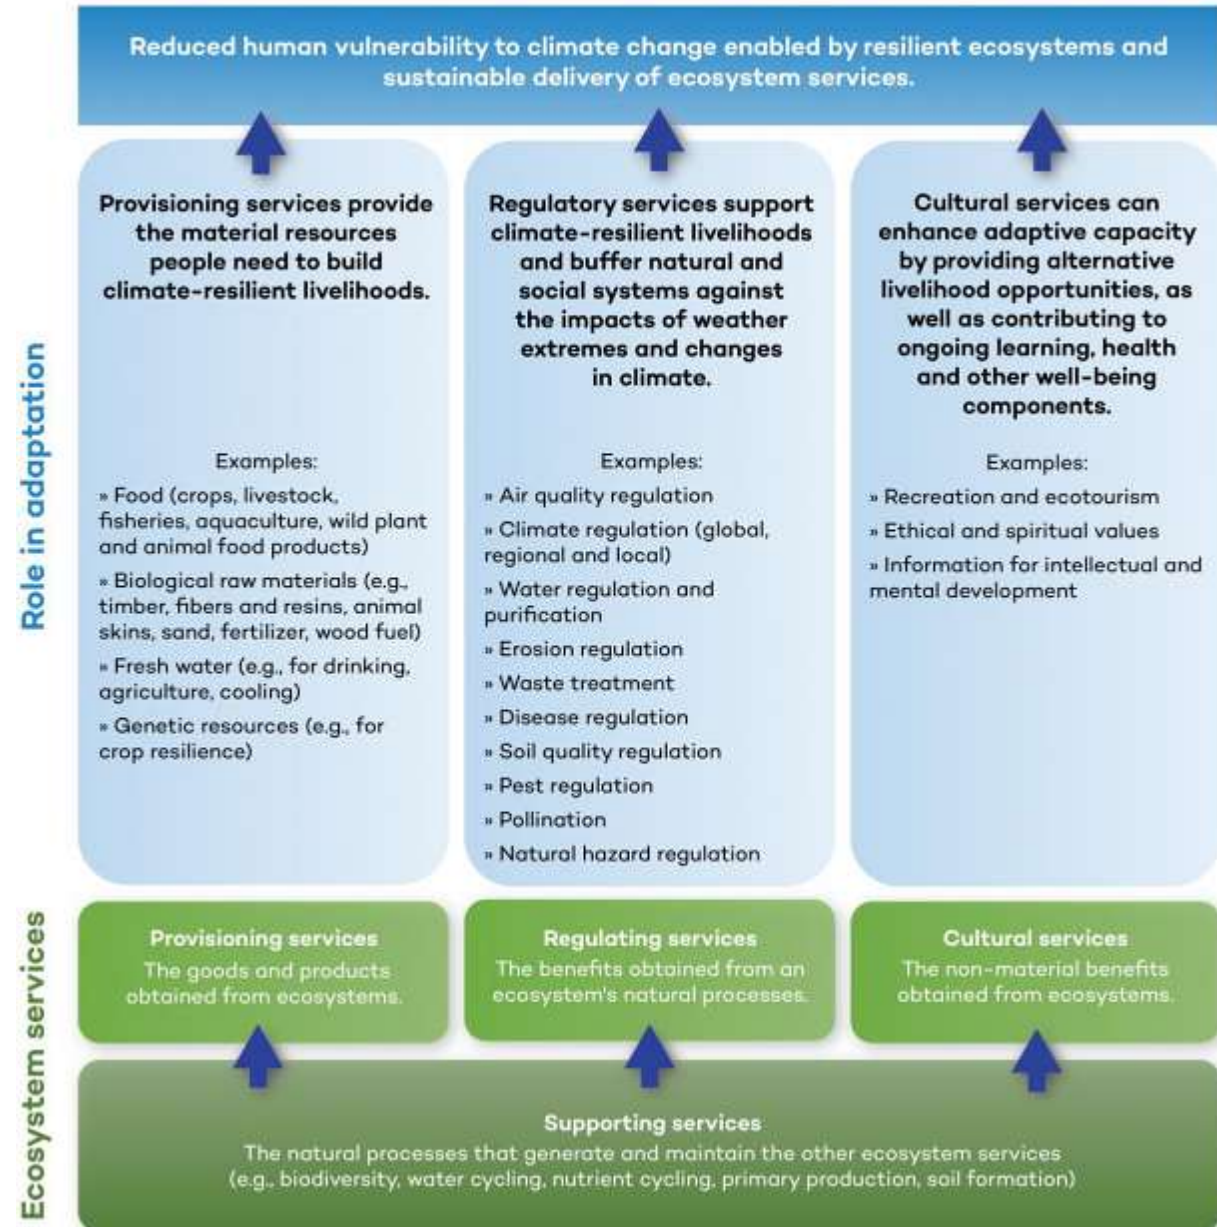 Reduced human vulnerability to climate change enabled by resilient ecosystems and
sustainable delivery of ecosystem services.
Role in adaptation
Provisioning services provide
the material resources
people need to build
climate-resilient livelihoods.
Examples:
» Food (crops, livestock,
fisheries, aquaculture, wild plant
and animal food products)
» Biological raw materials (e.g.,
timber, fibers and resins, animal
skins, sand, fertilizer, wood fuel)
» Fresh water (e.g., for drinking,
agriculture, cooling)
» Genetic resources (e.g., for
crop resilience)
Regulatory services support
climate-resilient livelihoods
and buffer natural and
social systems against
the impacts of weather
extremes and changes
in climate.
Examples:
» Air quality regulation
» Climate regulation (global,
regional and local)
» Water regulation and
purification
» Erosion regulation
» Waste treatment
» Disease regulation
» Soil quality regulation
» Pest regulation
» Pollination
» Natural hazard regulation
Cultural services can
enhance adaptive capacity
by providing alternative
livelihood opportunities, as
well as contributing to
ongoing learning, health
and other well-being
components.
Examples:
» Recreation and ecotourism
» Ethical and spiritual values
» Information for intellectual and
mental development
Ecosystem services
Provisioning services
The goods and products
obtained from ecosystems.
Regulating services
The benefits obtained from an
ecosystem's natural processes.
Cultural services
The non-material benefits
obtained from ecosystems.
Supporting services
The natural processes that generate and maintain the other ecosystem services
(e.g., biodiversity, water cycling, nutrient cycling, primary production, soil formation)